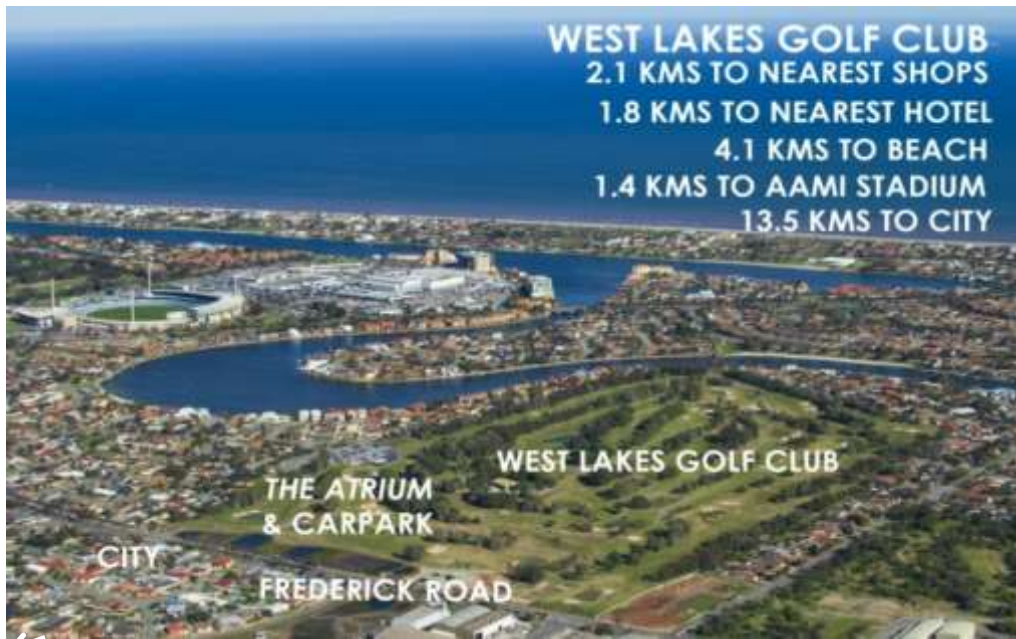 WEST LAKES GOLF CLUB
2.1 KMS TO NEAREST SHOPS
1.8 KMS TO NEAREST HOTEL
4.1 KMS TO BEACH
1.4 KMS TO AAMI STADIUM
13.5 KMS TO CITY
WEST LAKES GOLF CLUB
THE ATRIUM
& CARPARK
CITY
FREDERICK ROAD